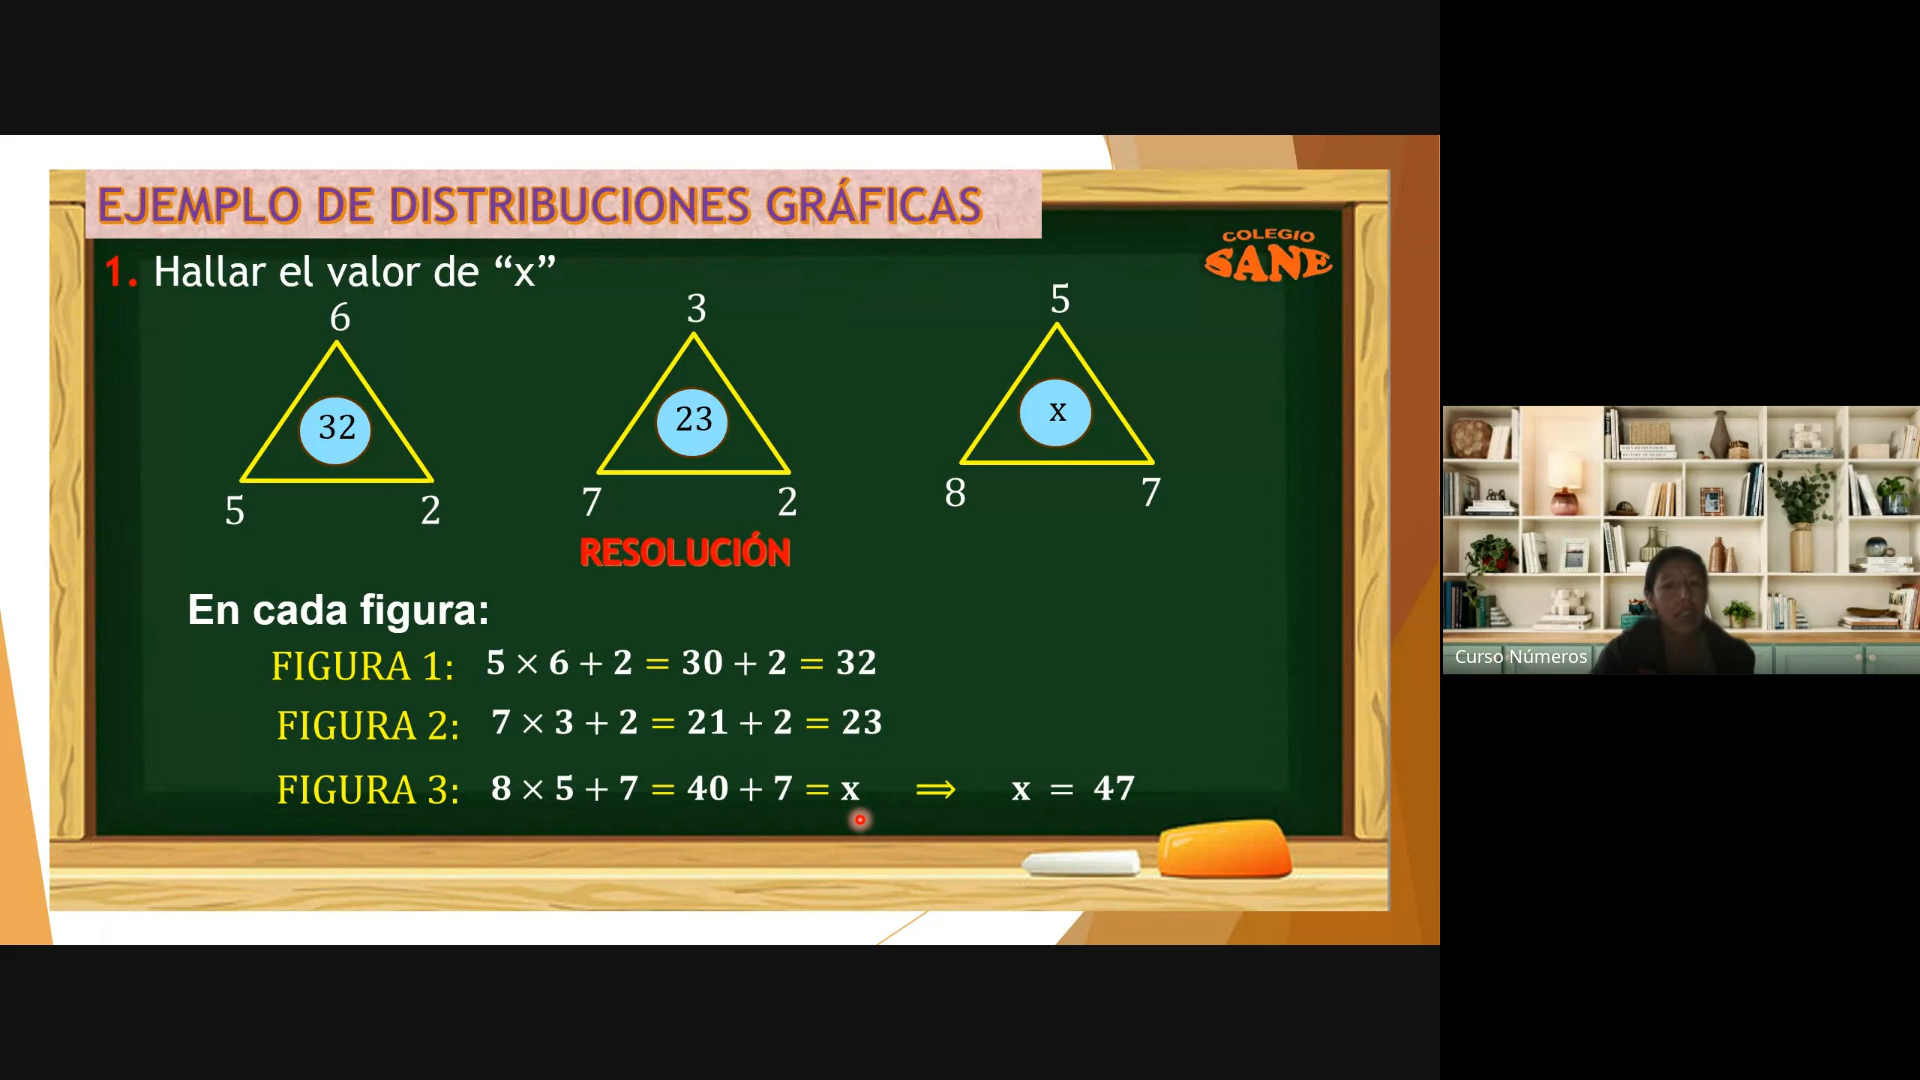 EJEMPLO DE DISTRIBUCIONES GRÁFICAS
COLEGIO
SANE
1. Hallar el valor de “x”
6
3
5
32
23
x
5
2
7
2
8
7
RESOLUCIÓN
En cada figura:
FIGURA 1: 5 × 6 + 2 = 30 + 2 = 32
FIGURA 2: 7 × 3 + 2 = 21 + 2 = 23
FIGURA 3: 8 × 5 + 7 = 40 + 7 = x ⟹ x = 47
Curso Números